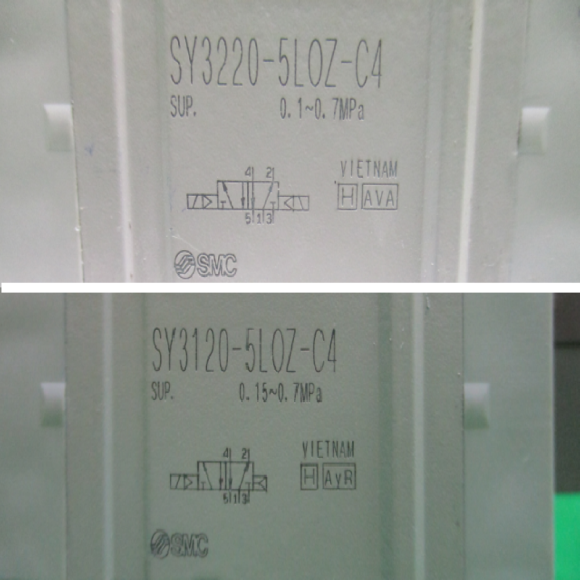 SY3220-5LOZ-C4
SUP. 0.1~0.7MPa
VIETNAM
4 2
H AVA
5 1 3
SMC
SY3120-5LOZ-C4
SUP. 0.15~0.7MPa
VIETNAM
4 2
H AyR
5 1 3
SMC